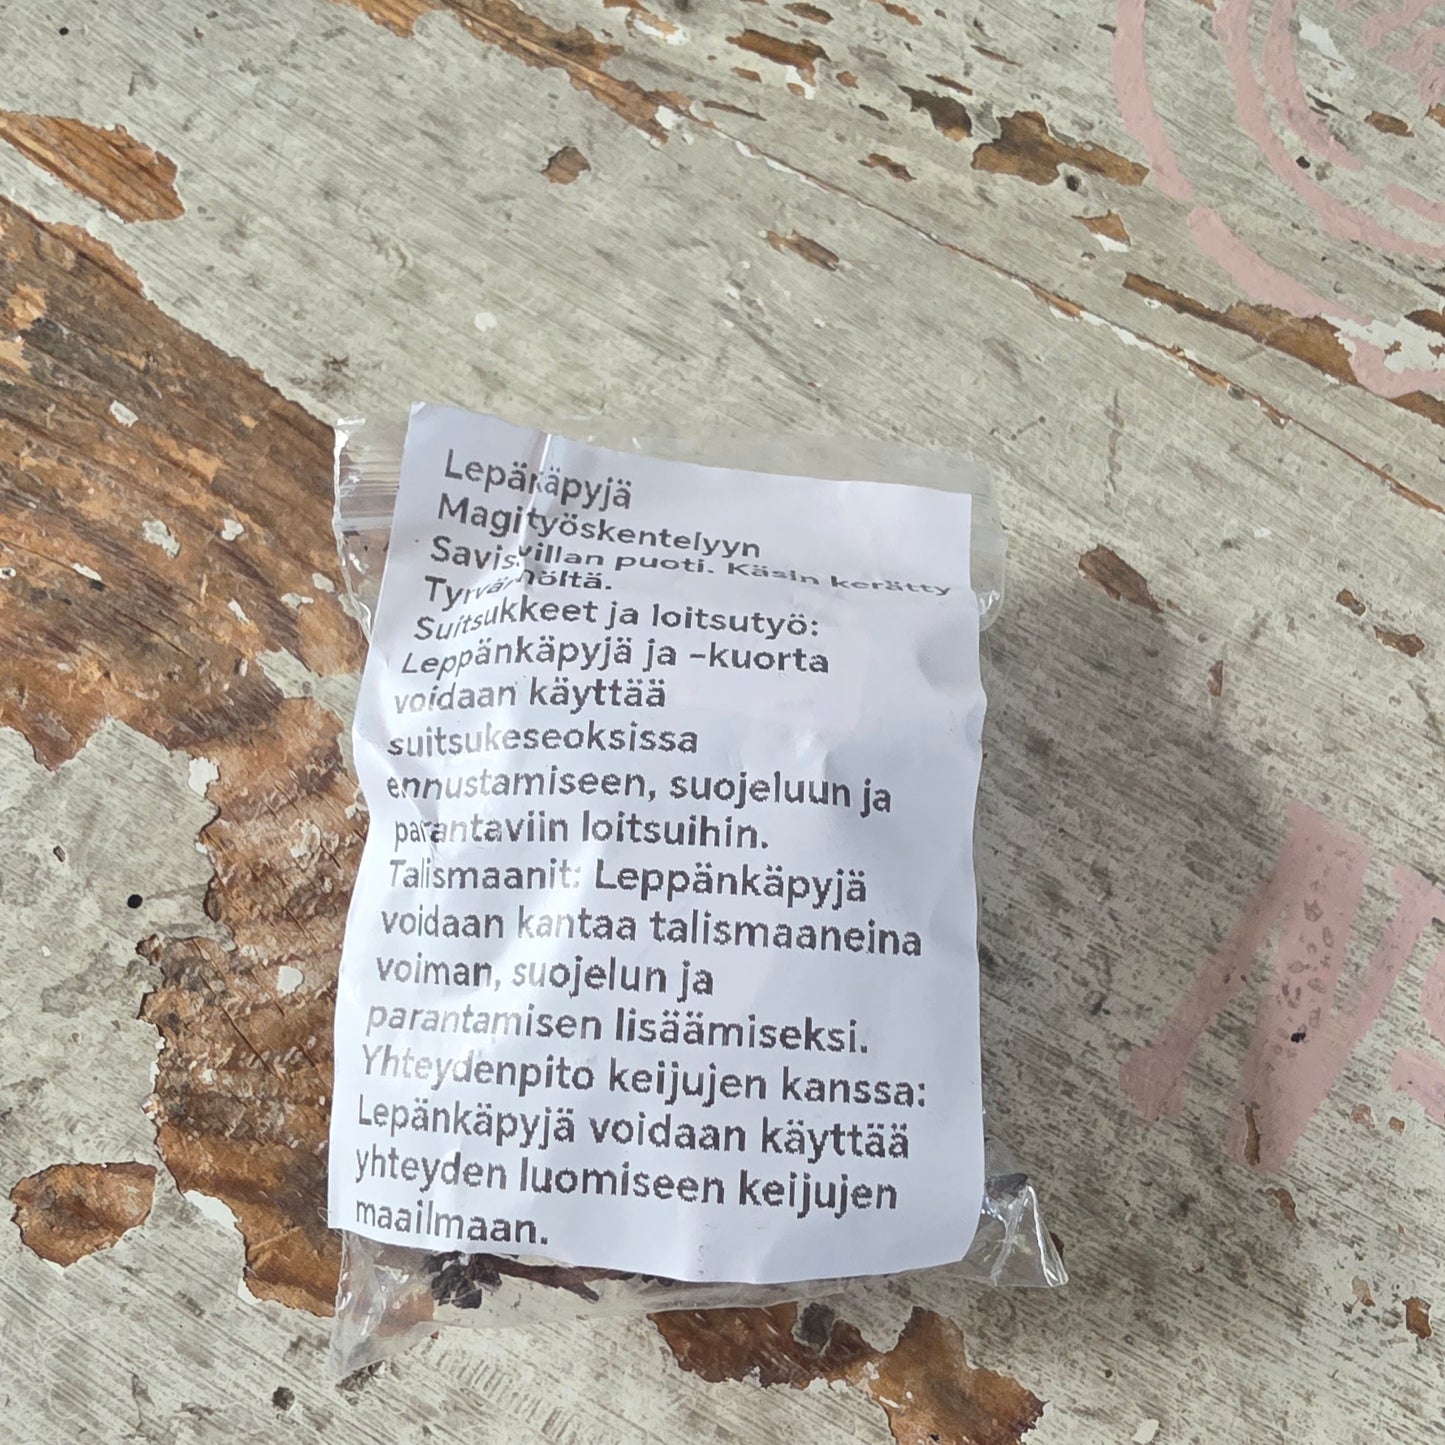 Lepäkäpyjä
Magityöskentelyyn
Savisvillan puoti. Käsin kerätty
Tyrvännöltä.
Suitsukkeet ja loitsutyö:
Leppänkäpyjä ja -kuorta
voidaan käyttää
suitsukeseoksissa
ennustamiseen, suojeluun ja
parantaviin loitsuihin.
Talismaanit: Leppänkäpyjä
voidaan kantaa talismaaneina
voiman, suojelun ja
parantamisen lisäämiseksi.
Yhteydenpito keijujen kanssa:
Lepänkäpyjä voidaan käyttää
yhteyden luomiseen keijujen
maailmaan.